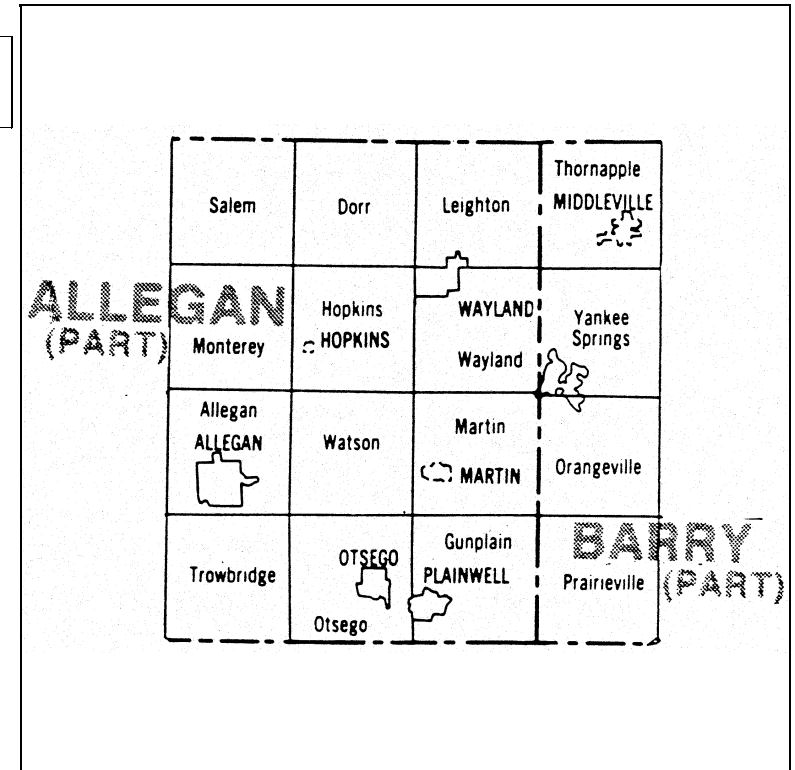 Thornapple
MIDDLEVILLE
Salem
Dorr
Leighton
ALLEGAN
(PART)
Hopkins
HOPKINS
Monterey
WAYLAND
Wayland
Yankee
Springs
Allegan
ALLEGAN
Watson
Martin
MARTIN
Orangeville
BARRY
(PART)
Trowbridge
OTSEGO
Otsego
Gunplain
PLAINWELL
Prairieville